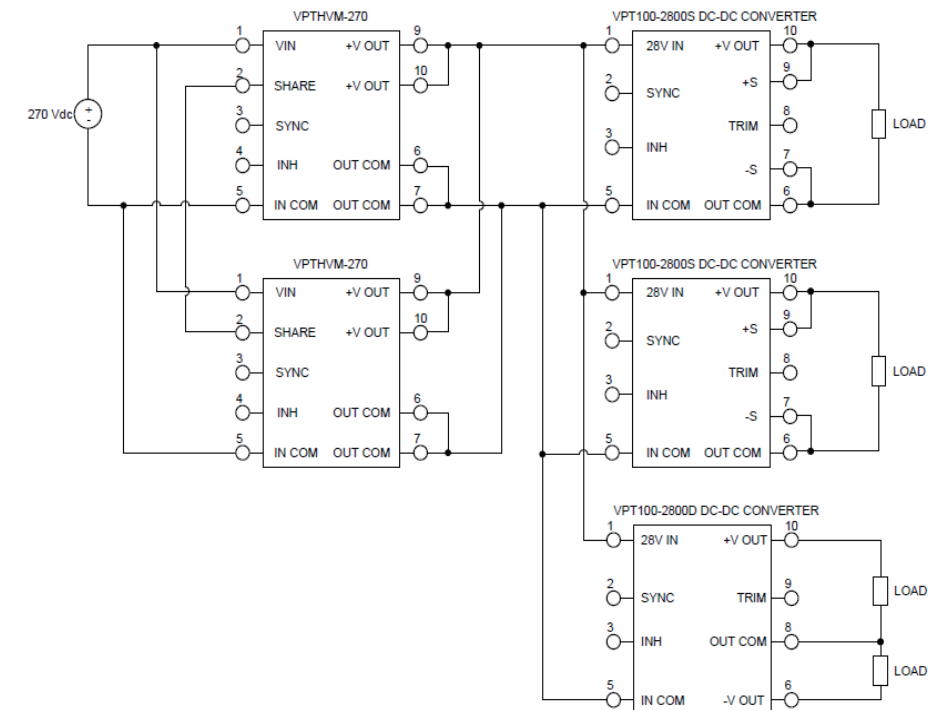 VPTHVM-270
1 VIN +V OUT 9
2 SHARE +V OUT 10
3 SYNC
4 INH OUT COM 6
5 IN COM OUT COM 7
270 Vdc
+
-
VPT100-2800S DC-DC CONVERTER
1 28V IN +V OUT 10
2 SYNC +S 9
TRIM 8
3 INH -S 7
5 IN COM OUT COM 6
LOAD
VPTHVM-270
1 VIN +V OUT 9
2 SHARE +V OUT 10
3 SYNC
4 INH OUT COM 6
5 IN COM OUT COM 7
VPT100-2800S DC-DC CONVERTER
1 28V IN +V OUT 10
2 SYNC +S 9
TRIM 8
3 INH -S 7
5 IN COM OUT COM 6
LOAD
VPT100-2800D DC-DC CONVERTER
1 28V IN +V OUT 10
2 SYNC TRIM 9
3 INH OUT COM 8
5 IN COM -V OUT 6
LOAD
LOAD